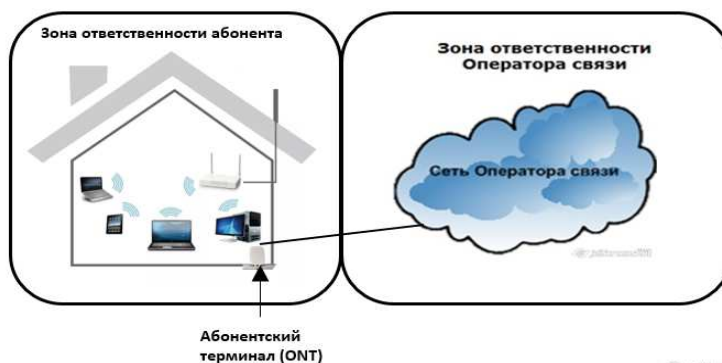 Зона ответственности абонента
Зона ответственности
Оператора связи
Сеть Оператора связи
Абонентский
терминал (ONT)